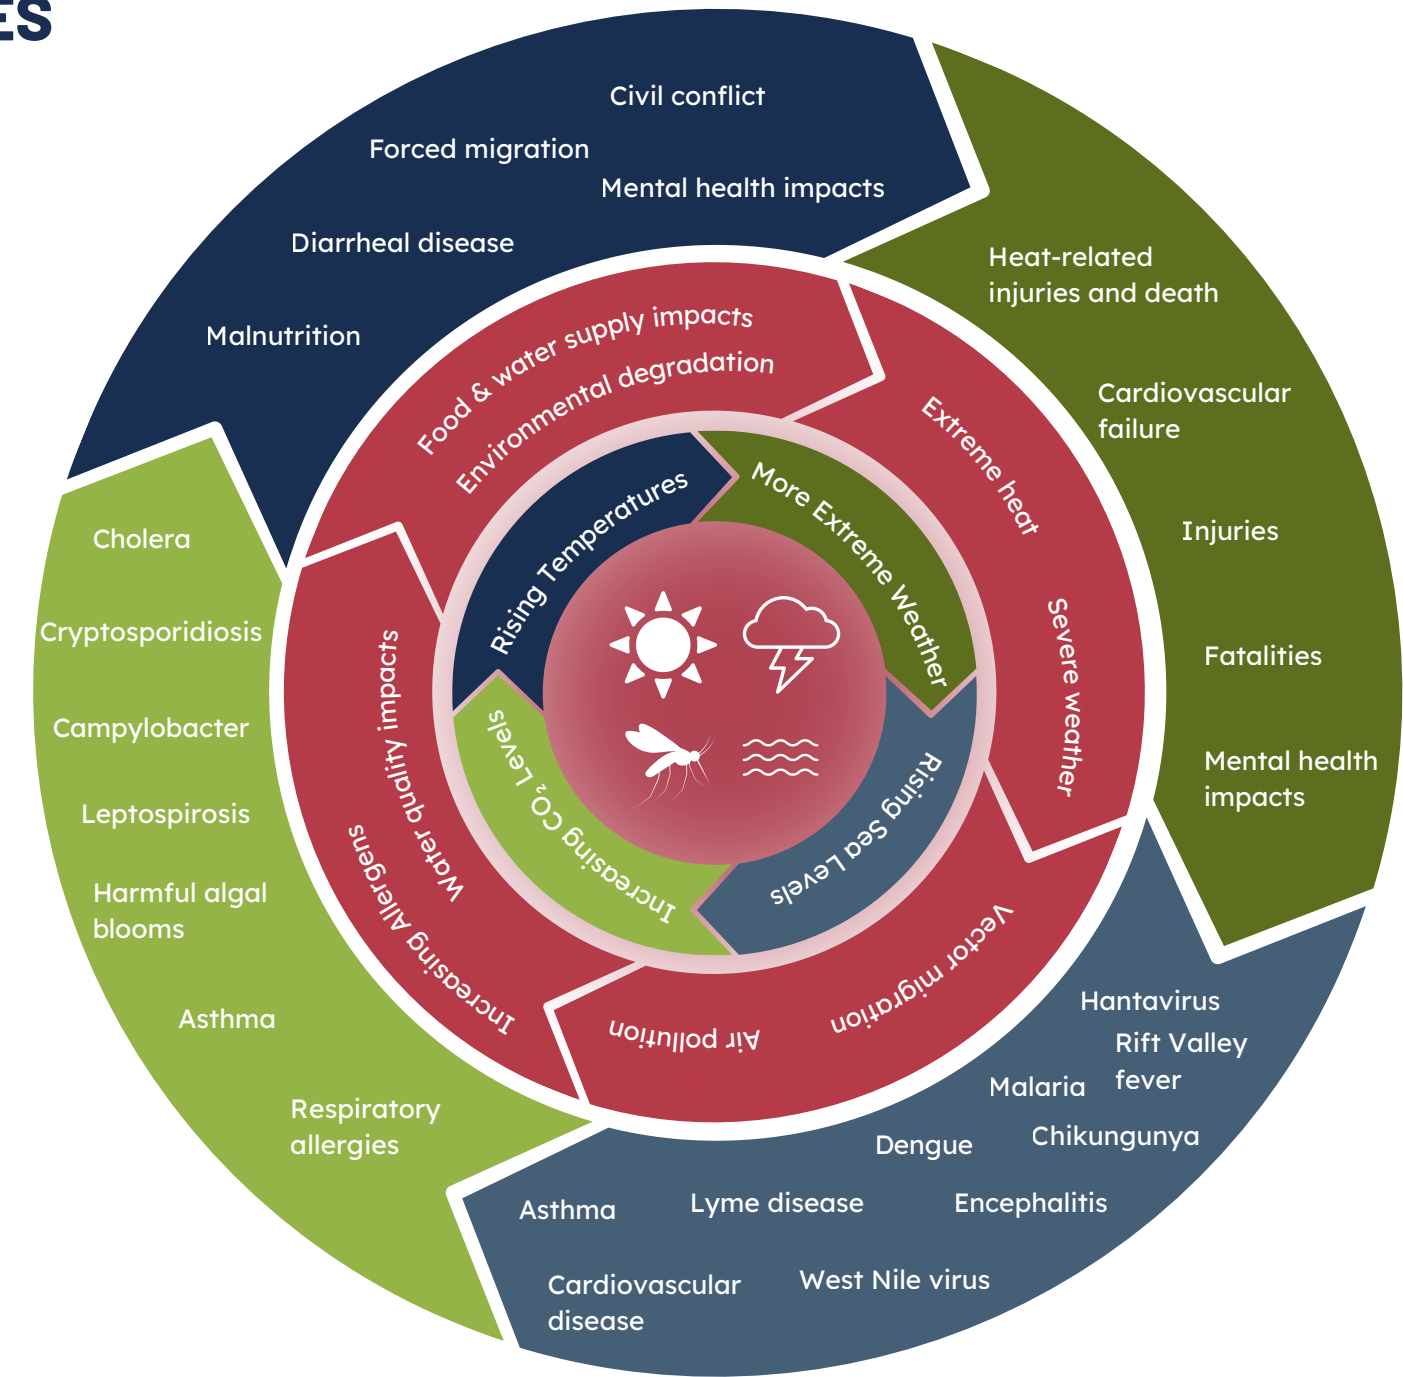 ES
Civil conflict
Forced migration
Mental health impacts
Diarrheal disease
Malnutrition
Heat-related
injuries and death
Cardiovascular
failure
Injuries
Fatalities
Mental health
impacts
Hantavirus
Rift Valley
fever
Malaria
Chikungunya
Dengue
Encephalitis
Lyme disease
Asthma
West Nile virus
Cardiovascular
disease
Cholera
Cryptosporidiosis
Campylobacter
Leptospirosis
Harmful algal
blooms
Asthma
Respiratory
allergies
Food & water supply impacts
Environmental degradation
Extreme heat
Severe weather
Vector migration
Air pollution
Water quality impacts
Increasing Allergens
Rising Temperatures
More Extreme Weather
Rising Sea Levels
Increasing CO₂ Levels